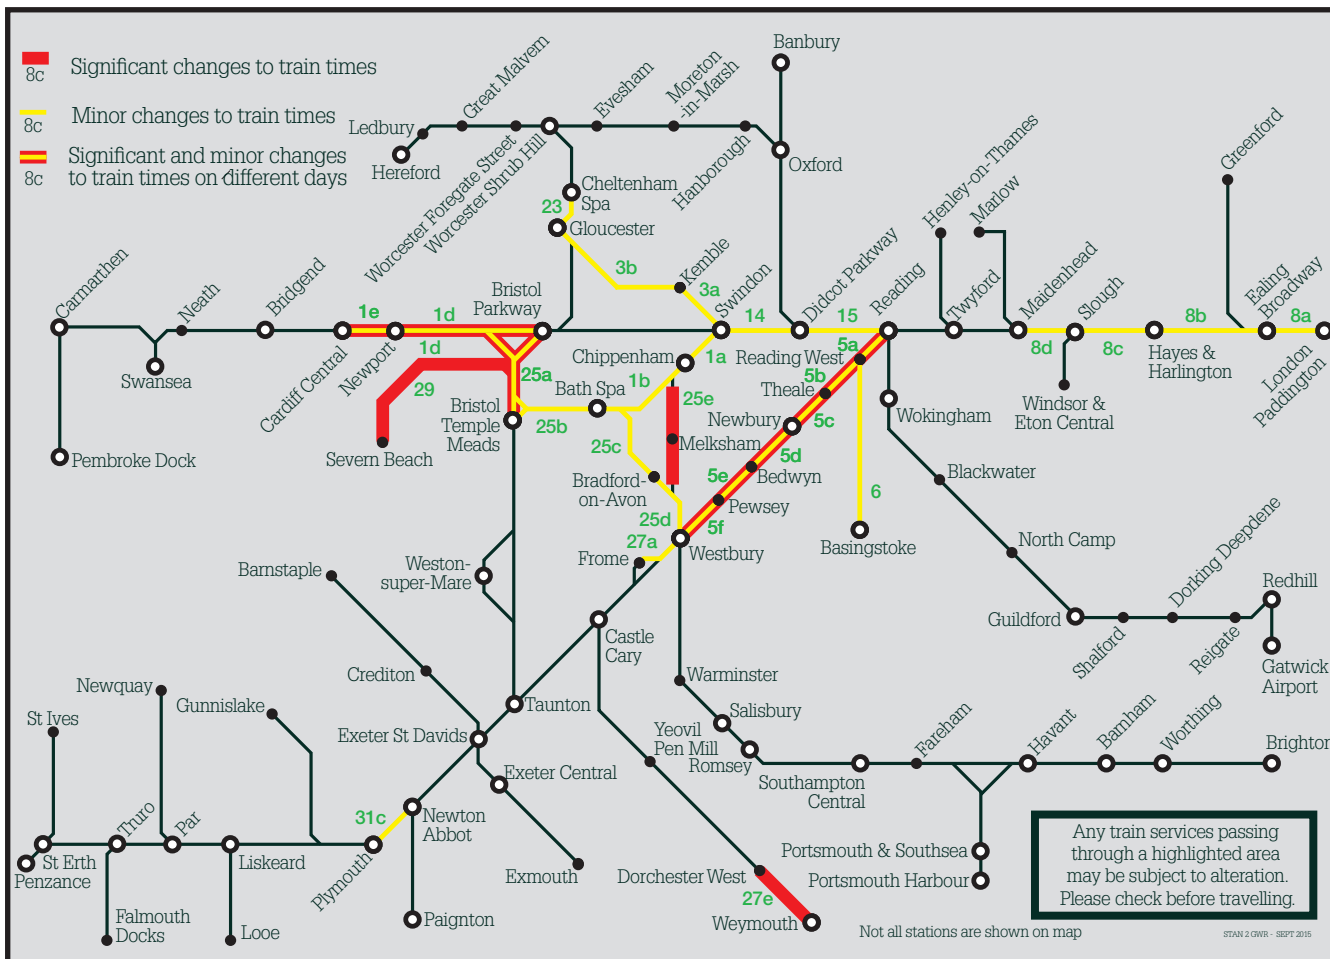 8c
Significant changes to train times
8c
Minor changes to train times
8c
Significant and minor changes
to train times on different days
Banbury
Ledbury
Great Malvern
Evesham
Moreton
-in-Marsh
Hereford
Worcester Foregate Street
Worcester Shrub Hill
Hanborough
Oxford
Cheltenham
Spa
23
Gloucester
3b
Kemble
3a
Henley-on-Thames
Marlow
Greenford
Carmarthen
Neath
Bridgend
1e
1d
1d
Bristol
Parkway
Swindon
14
Didcot Parkway
15
Reading
Twyford
Maidenhead
8d
Slough
8c
8b
Hayes &
Harlington
Ealing
Broadway
8a
London
Paddington
Swansea
Cardiff Central
Newport
29
25a
Chippenham
1a
1b
Bath Spa
25e
Reading West
5a
5b
Theale
5c
Newbury
5d
Wokingham
Windsor &
Eton Central
Pembroke Dock
Severn Beach
Bristol
Temple
Meads
25b
25c
Melksham
Bradford-
on-Avon
5e
Bedwyn
Pewsey
5f
6
Blackwater
25d
27a
Frome
Westbury
Basingstoke
North Camp
Barnstaple
Weston-
super-Mare
Guildford
Shalford
Dorking Deepdene
Reigate
Redhill
Gatwick
Airport
Castle
Cary
Crediton
Newquay
Gunnislake
St Ives
Warminster
Taunton
Salisbury
Yeovil
Pen Mill
Romsey
Exeter St Davids
Exeter Central
Southampton
Central
Fareham
Havant
Barnham
Worthing
Brighton
31c
Newton
Abbot
Truro
Par
St Erth
Penzance
Liskeard
Plymouth
Exmouth
Dorchester West
27e
Weymouth
Portsmouth & Southsea
Portsmouth Harbour
Falmouth
Docks
Looe
Paignton
Any train services passing
through a highlighted area
may be subject to alteration.
Please check before travelling.
Not all stations are shown on map
STAN 2 GWR - SEPT 2015